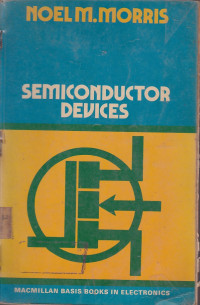 NOEL M. MORRIS
SEMICONDUCTOR
DEVICES
MACMILLAN BASIS BOOKS IN ELECTRONICS